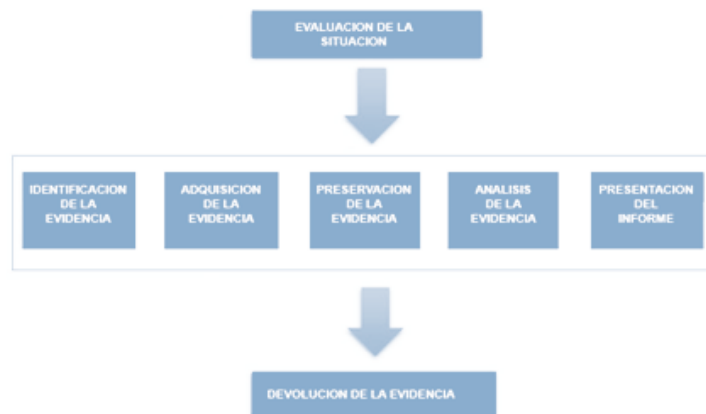 EVALUACION DE LA
SITUACION
IDENTIFICACION
DE LA
EVIDENCIA
ADQUISICION
DE LA
EVIDENCIA
PRESERVACION
DE LA
EVIDENCIA
ANALISIS
DE LA
EVIDENCIA
PRESENTACION
DEL
INFORME
DEVOLUCION DE LA EVIDENCIA